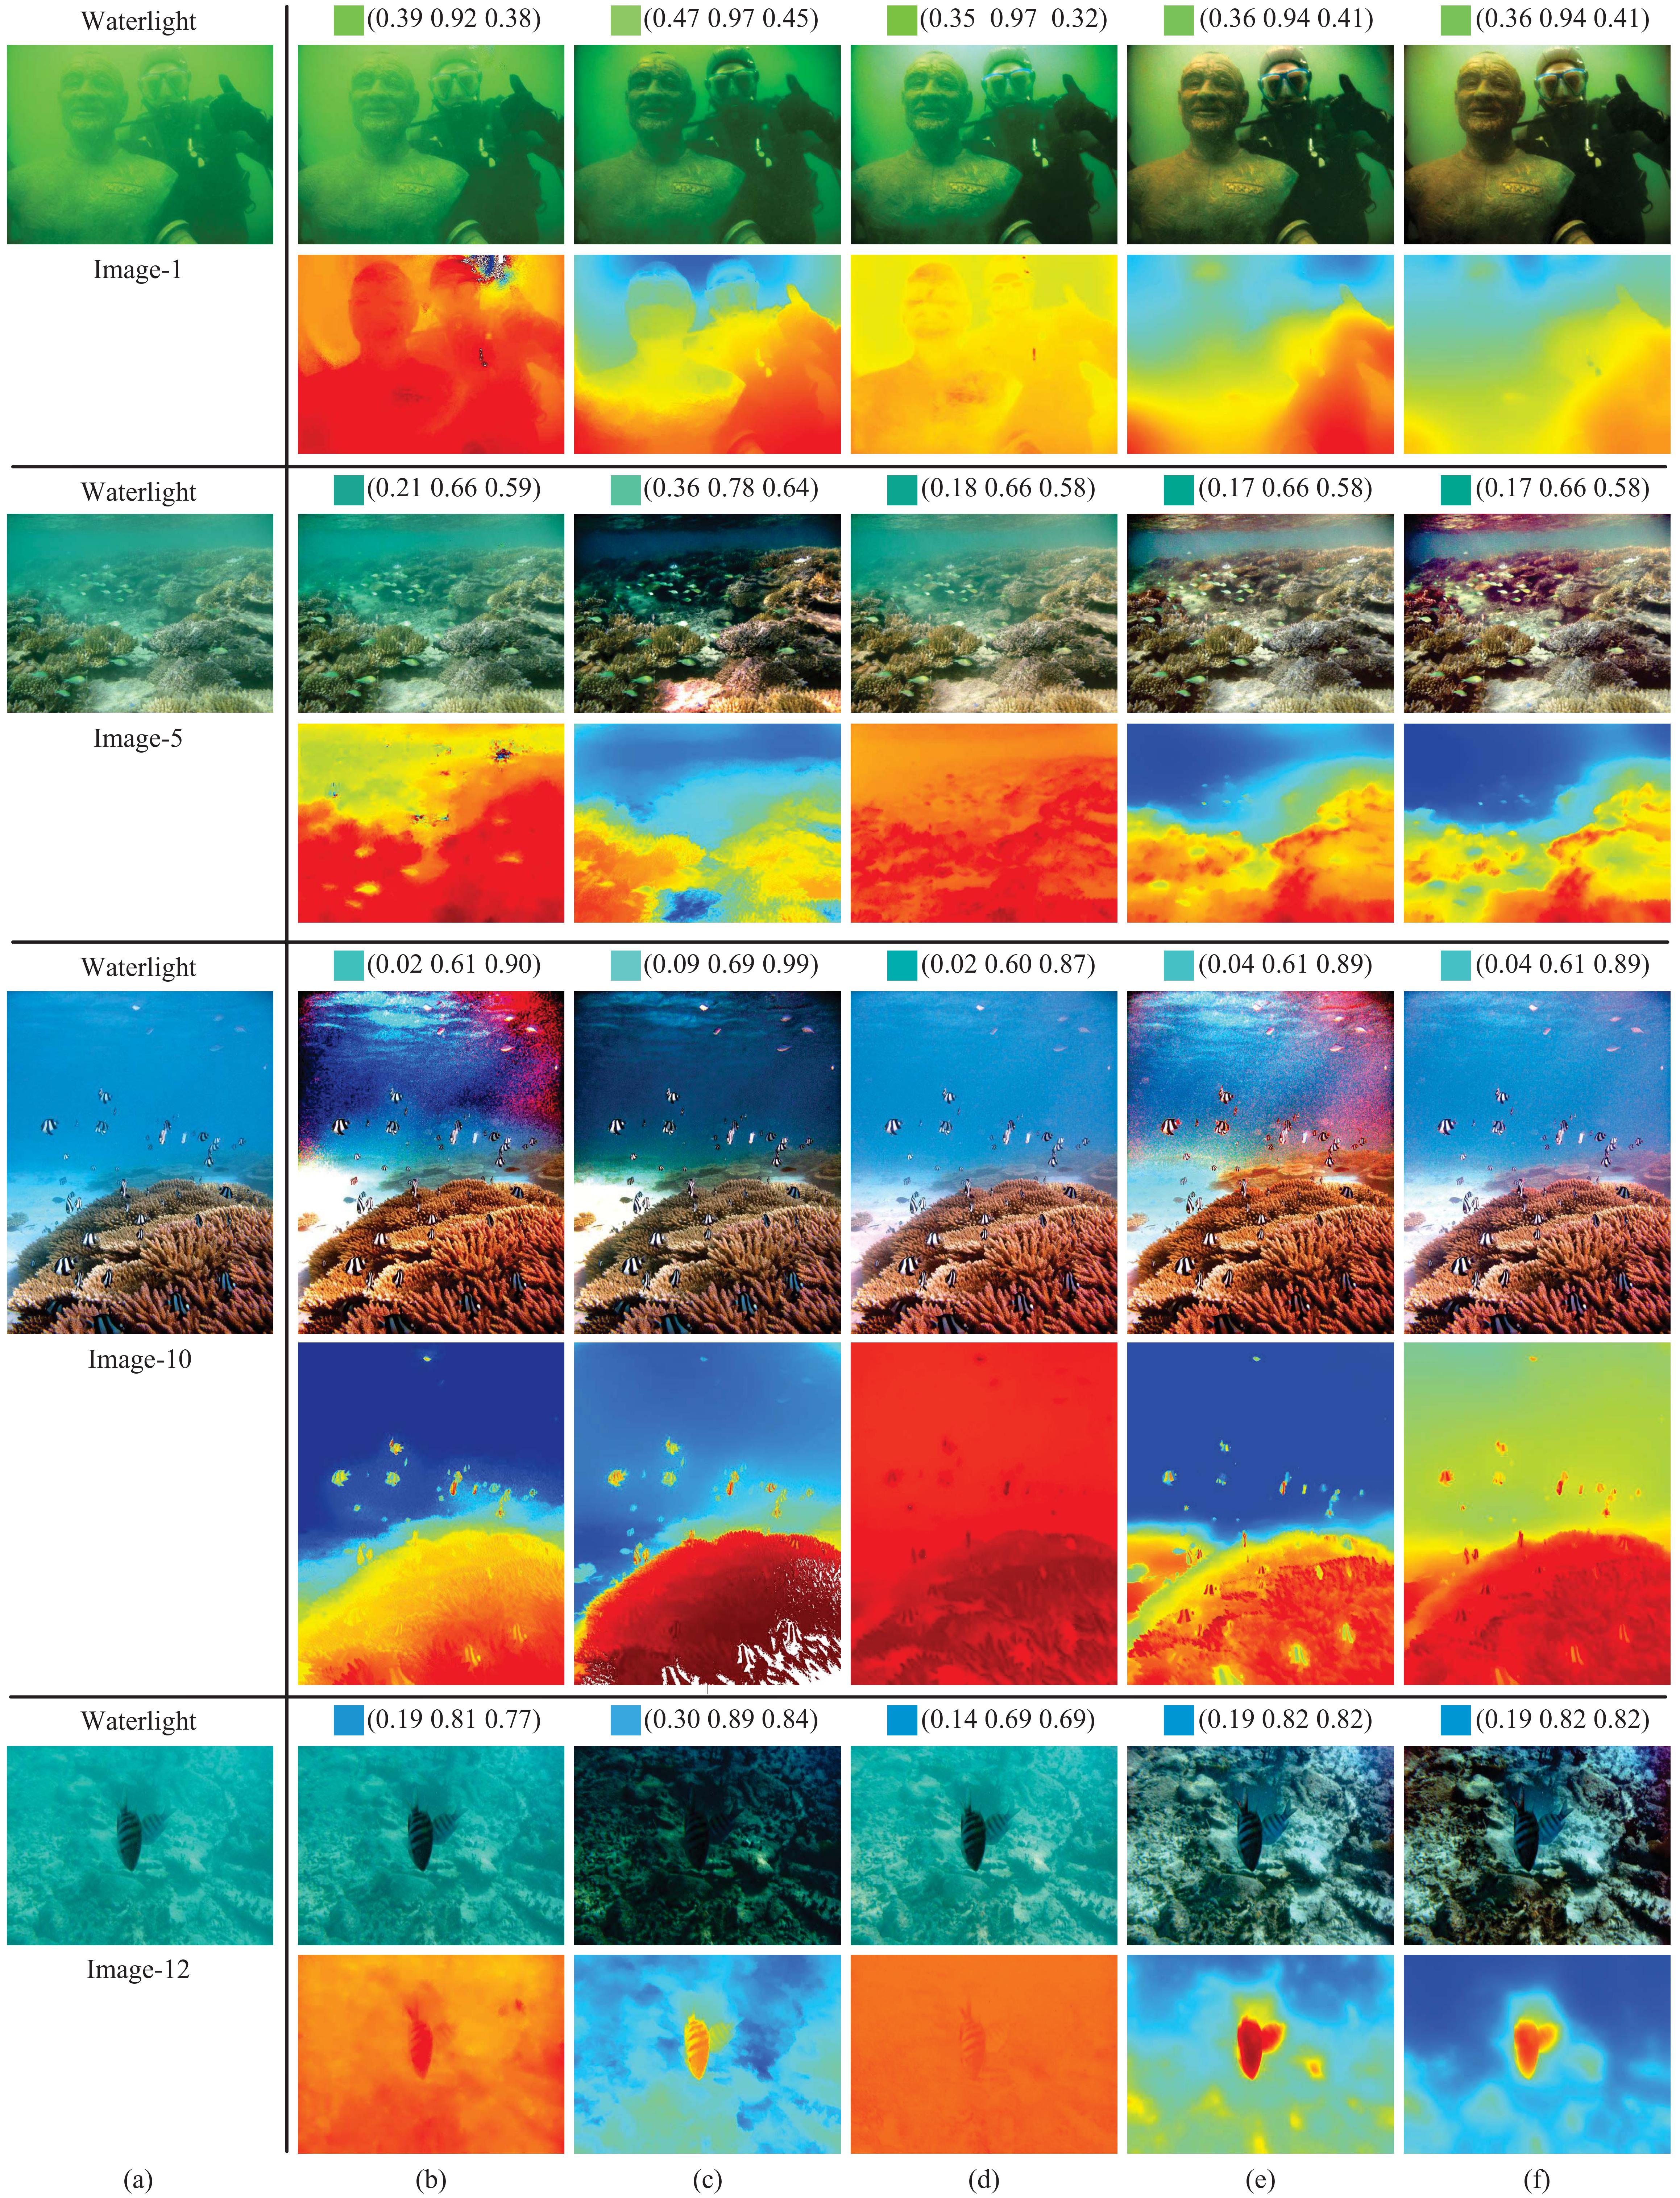 Waterlight (0.39 0.92 0.38) (0.47 0.97 0.45) (0.35 0.97 0.32) (0.36 0.94 0.41) (0.36 0.94 0.41)
Image-1
Waterlight (0.21 0.66 0.59) (0.36 0.78 0.64) (0.18 0.66 0.58) (0.17 0.66 0.58) (0.17 0.66 0.58)
Image-5
Waterlight (0.02 0.61 0.90) (0.09 0.69 0.99) (0.02 0.60 0.87) (0.04 0.61 0.89) (0.04 0.61 0.89)
Image-10
Waterlight (0.19 0.81 0.77) (0.30 0.89 0.84) (0.14 0.69 0.69) (0.19 0.82 0.82) (0.19 0.82 0.82)
Image-12
(a) (b) (c) (d) (e) (f)